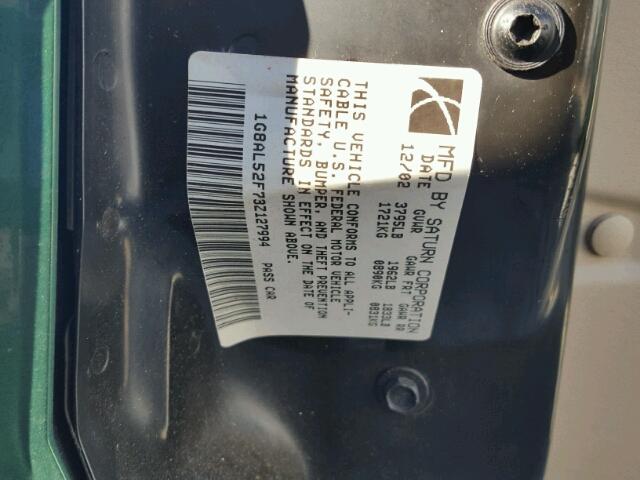 MFD BY SATURN CORPORATION
DATE GVWR GAWR FRT GAWR RR
12/02 3795LB 1962LB 1833LB
1721KG 0890KG 0831KG
THIS VEHICLE CONFORMS TO ALL APPLI-
CABLE U.S. FEDERAL MOTOR VEHICLE
SAFETY, BUMPER, AND THEFT PREVENTION
STANDARDS IN EFFECT ON THE DATE OF
MANUFACTURE SHOWN ABOVE.
1G8AL52F73Z127994 PASS CAR